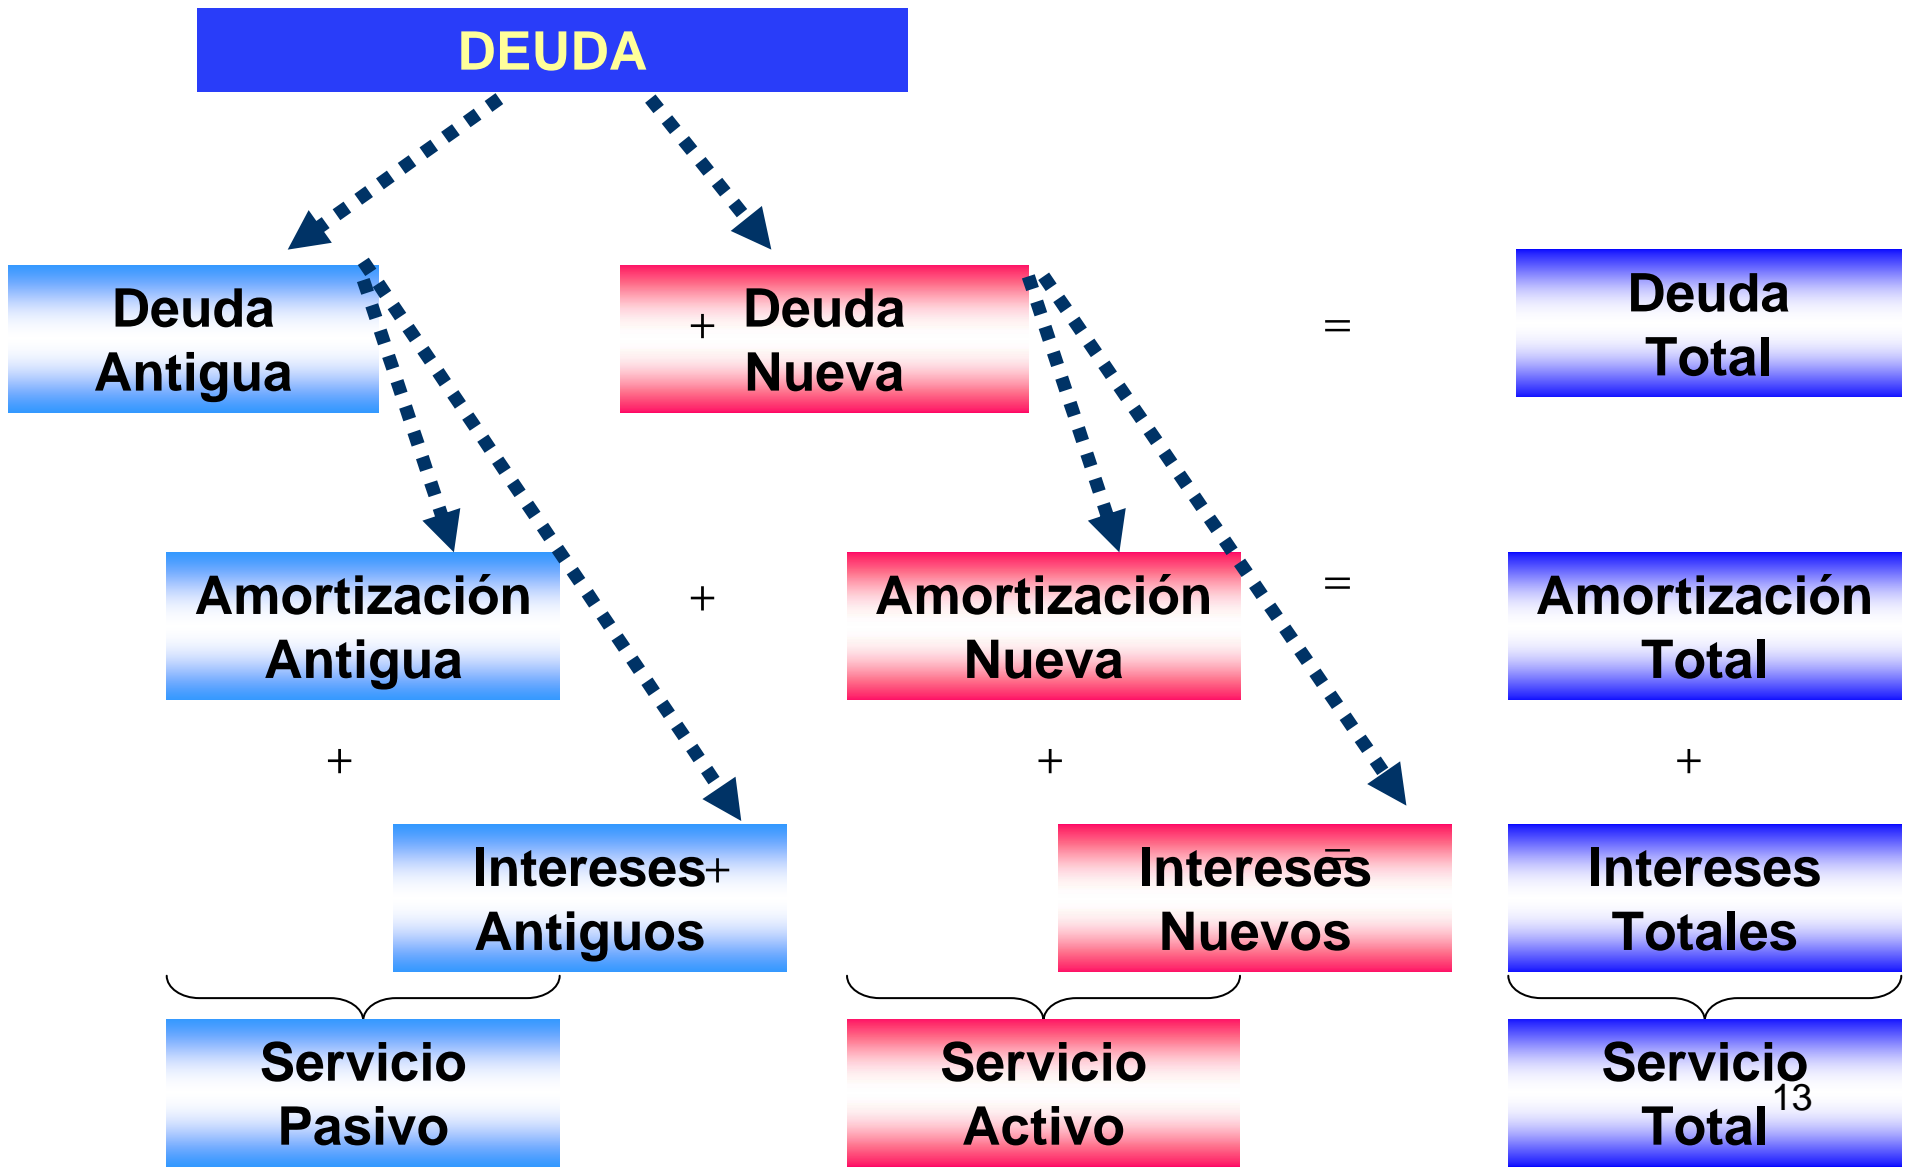 DEUDA
Deuda
Antigua
+
Deuda
Nueva
=
Deuda
Total
Amortización
Antigua
+
Amortización
Nueva
=
Amortización
Total
+
+
+
Intereses
Antiguos
+
Intereses
Nuevos
=
Intereses
Totales
Servicio
Pasivo
Servicio
Activo
Servicio
Total
13